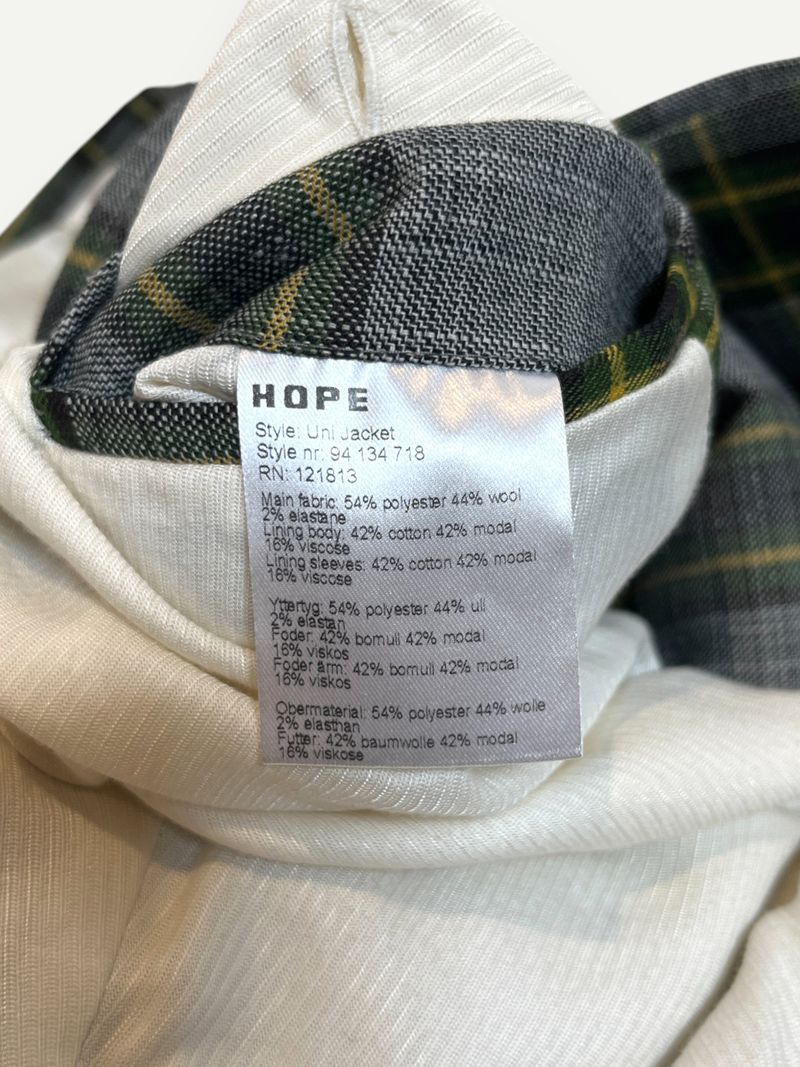 HOPE
Style: Uni Jacket
Style nr: 94 134 718
RN: 121813
Main fabric: 54% polyester 44% wool
2% elastane
Lining body: 42% cotton 42% modal
16% viscose
Lining sleeves: 42% cotton 42% modal
16% viscose
Yttertyg: 54% polyester 44% ull
2% elastan
Foder: 42% bomull 42% modal
16% viskos
Foder ärm: 42% bomull 42% modal
16% viskos
Obermaterial: 54% polyester 44% wolle
2% elasthan
Futter: 42% baumwolle 42% modal
16% viskose